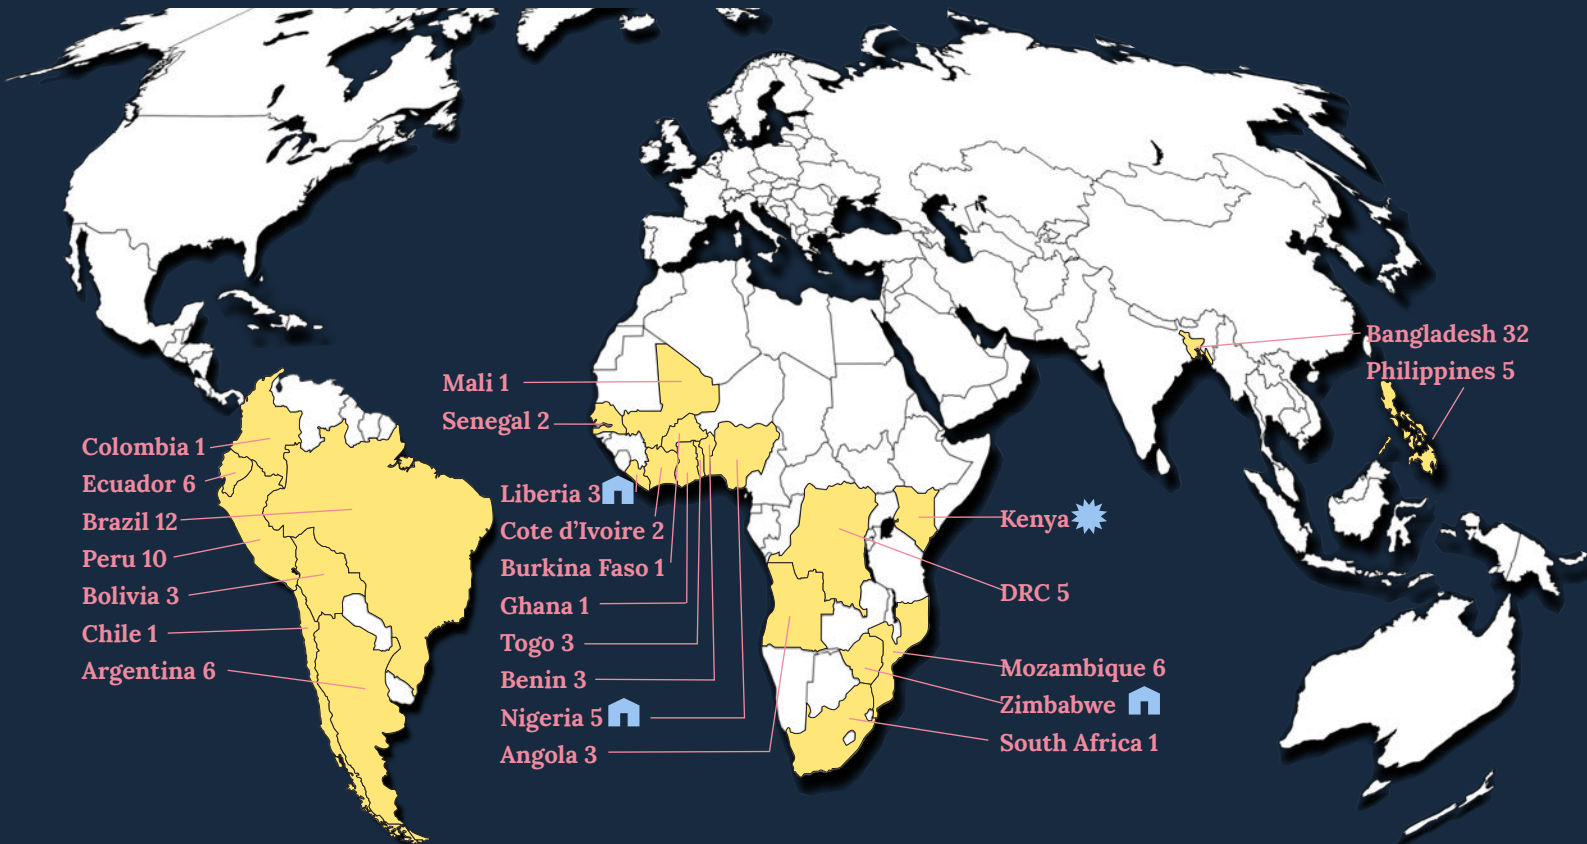 Colombia 1
Ecuador 6
Brazil 12
Peru 10
Bolivia 3
Chile 1
Argentina 6
Mali 1
Senegal 2
Liberia 3
Cote d’Ivoire 2
Burkina Faso 1
Ghana 1
Togo 3
Benin 3
Nigeria 5
Angola 3
Kenya
DRC 5
Mozambique 6
Zimbabwe
South Africa 1
Bangladesh 32
Philippines 5